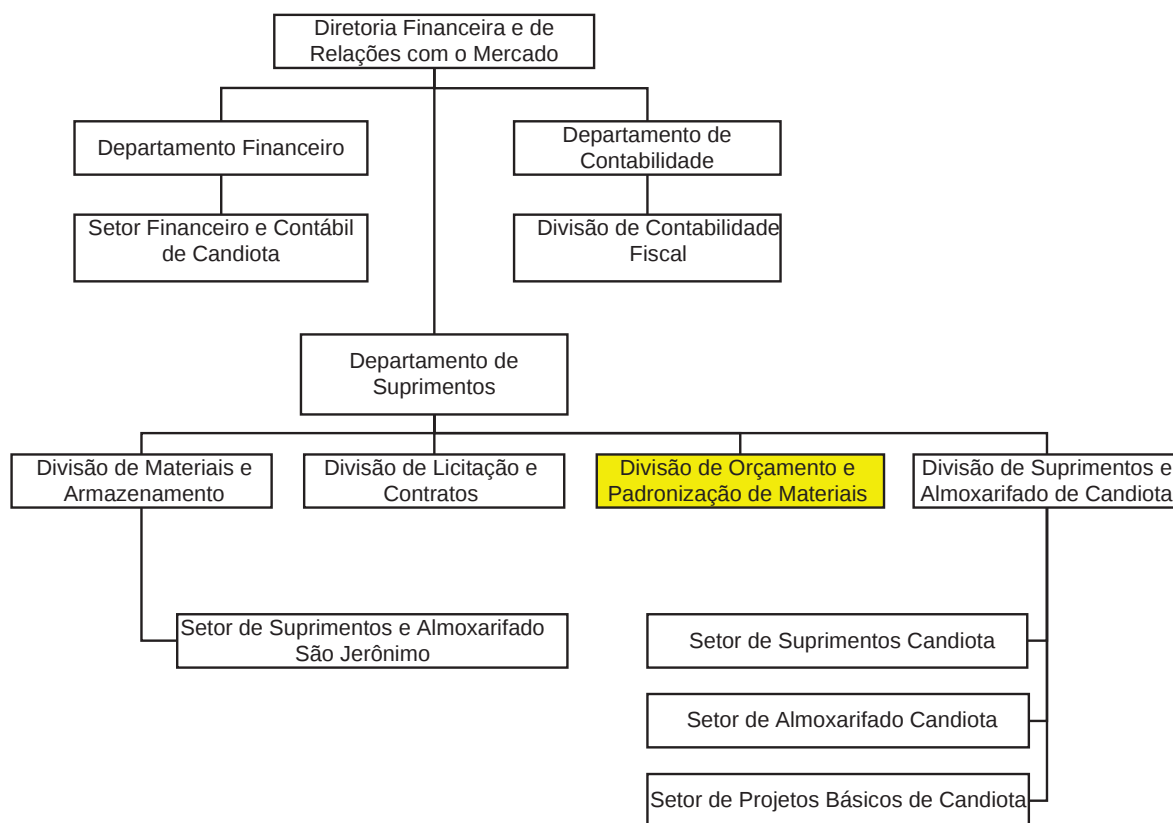 Diretoria Financeira e de
Relações com o Mercado
Departamento Financeiro
Departamento de
Contabilidade
Setor Financeiro e Contábil
de Candiota
Divisão de Contabilidade
Fiscal
Departamento de
Suprimentos
Divisão de Materiais e
Armazenamento
Divisão de Licitação e
Contratos
Divisão de Orçamento e
Padronização de Materiais
Divisão de Suprimentos e
Almoxarifado de Candiota
Setor de Suprimentos e Almoxarifado
São Jerônimo
Setor de Suprimentos Candiota
Setor de Almoxarifado Candiota
Setor de Projetos Básicos de Candiota